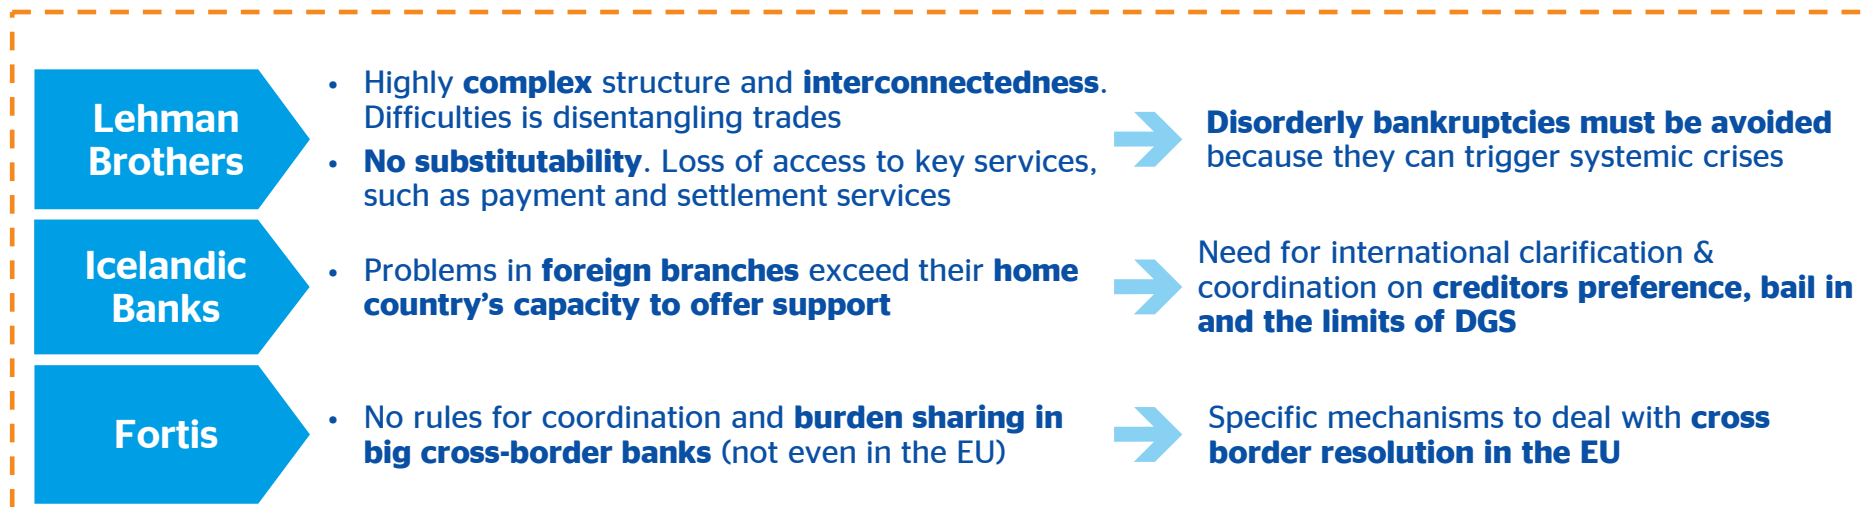 Lehman
Brothers
• Highly complex structure and interconnectedness.
Difficulties is disentangling trades
• No substitutability. Loss of access to key services,
such as payment and settlement services
Disorderly bankruptcies must be avoided
because they can trigger systemic crises
Icelandic
Banks
• Problems in foreign branches exceed their home
country’s capacity to offer support
Need for international clarification &
coordination on creditors preference, bail in
and the limits of DGS
Fortis
• No rules for coordination and burden sharing in
big cross-border banks (not even in the EU)
Specific mechanisms to deal with cross
border resolution in the EU